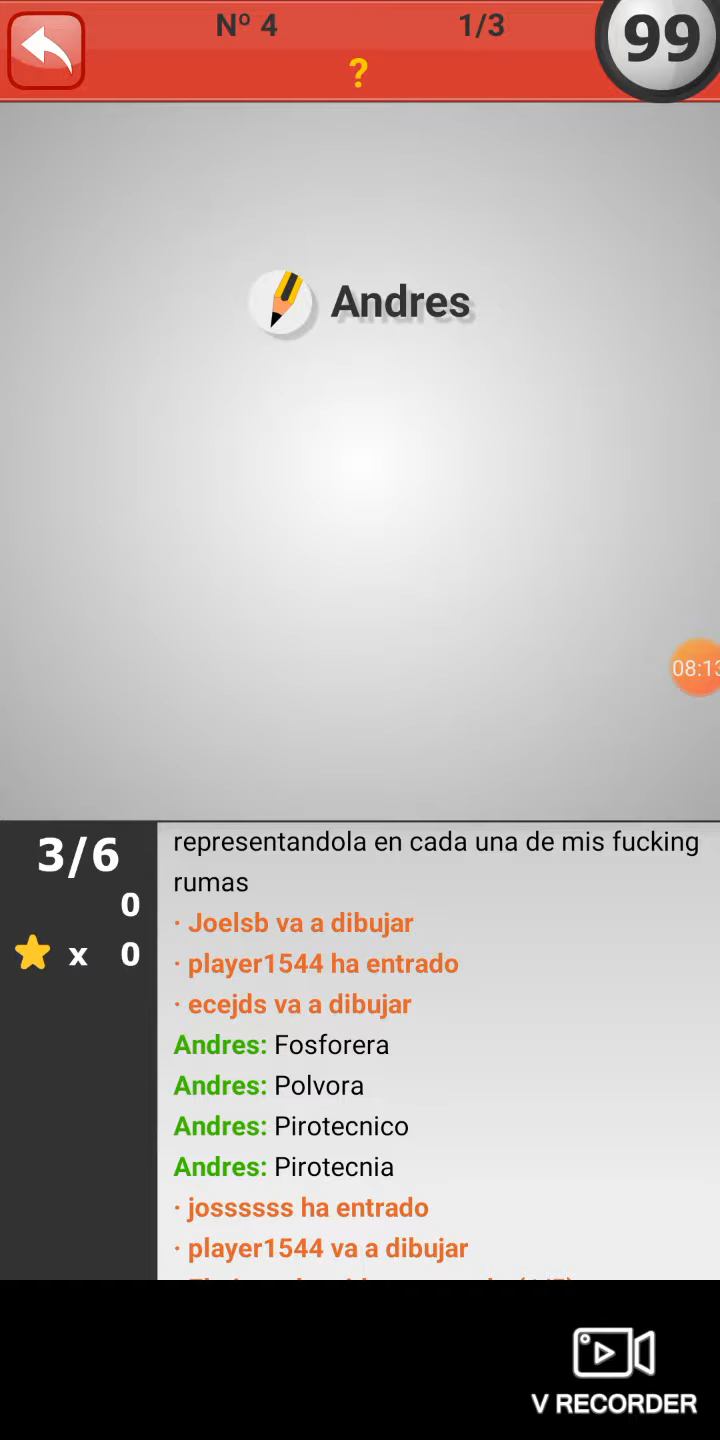 Nº 4
1/3
99
?
Andres
08:13
3/6
0
x 0
representandola en cada una de mis fucking
rumas
· Joelsb va a dibujar
· player1544 ha entrado
· ecejds va a dibujar
Andres: Fosforera
Andres: Polvora
Andres: Pirotecnico
Andres: Pirotecnia
· jossssss ha entrado
· player1544 va a dibujar
V RECORDER